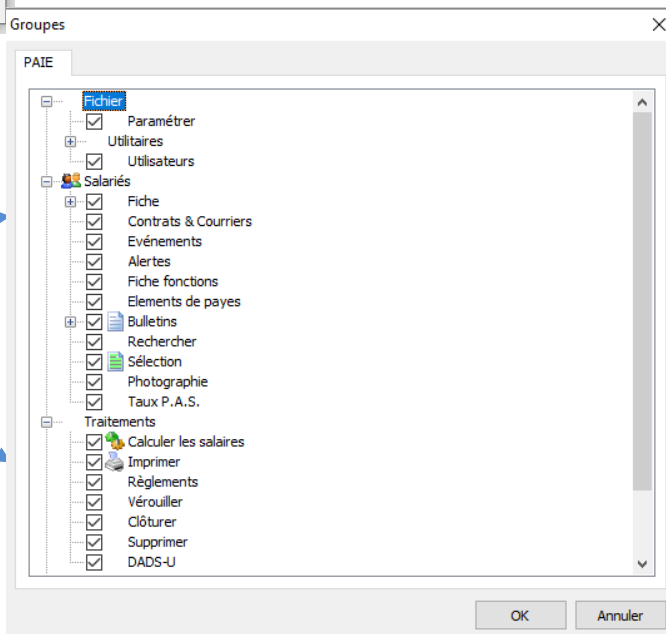 Groupes
PAIE
Fichier
Paramétrer
Utilitaires
Utilisateurs
Salariés
Fiche
Contrats & Courriers
Evénements
Alertes
Fiche fonctions
Elements de payes
Bulletins
Rechercher
Sélection
Photographie
Taux P.A.S.
Traitements
Calculer les salaires
Imprimer
Règlements
Vérouiller
Clôturer
Supprimer
DADS-U
OK Annuler